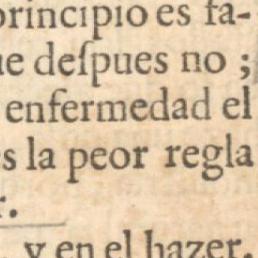 principio es fa-
ue deſpues no ;
enfermedad el
s la peor regla
r.
y en el hazer.